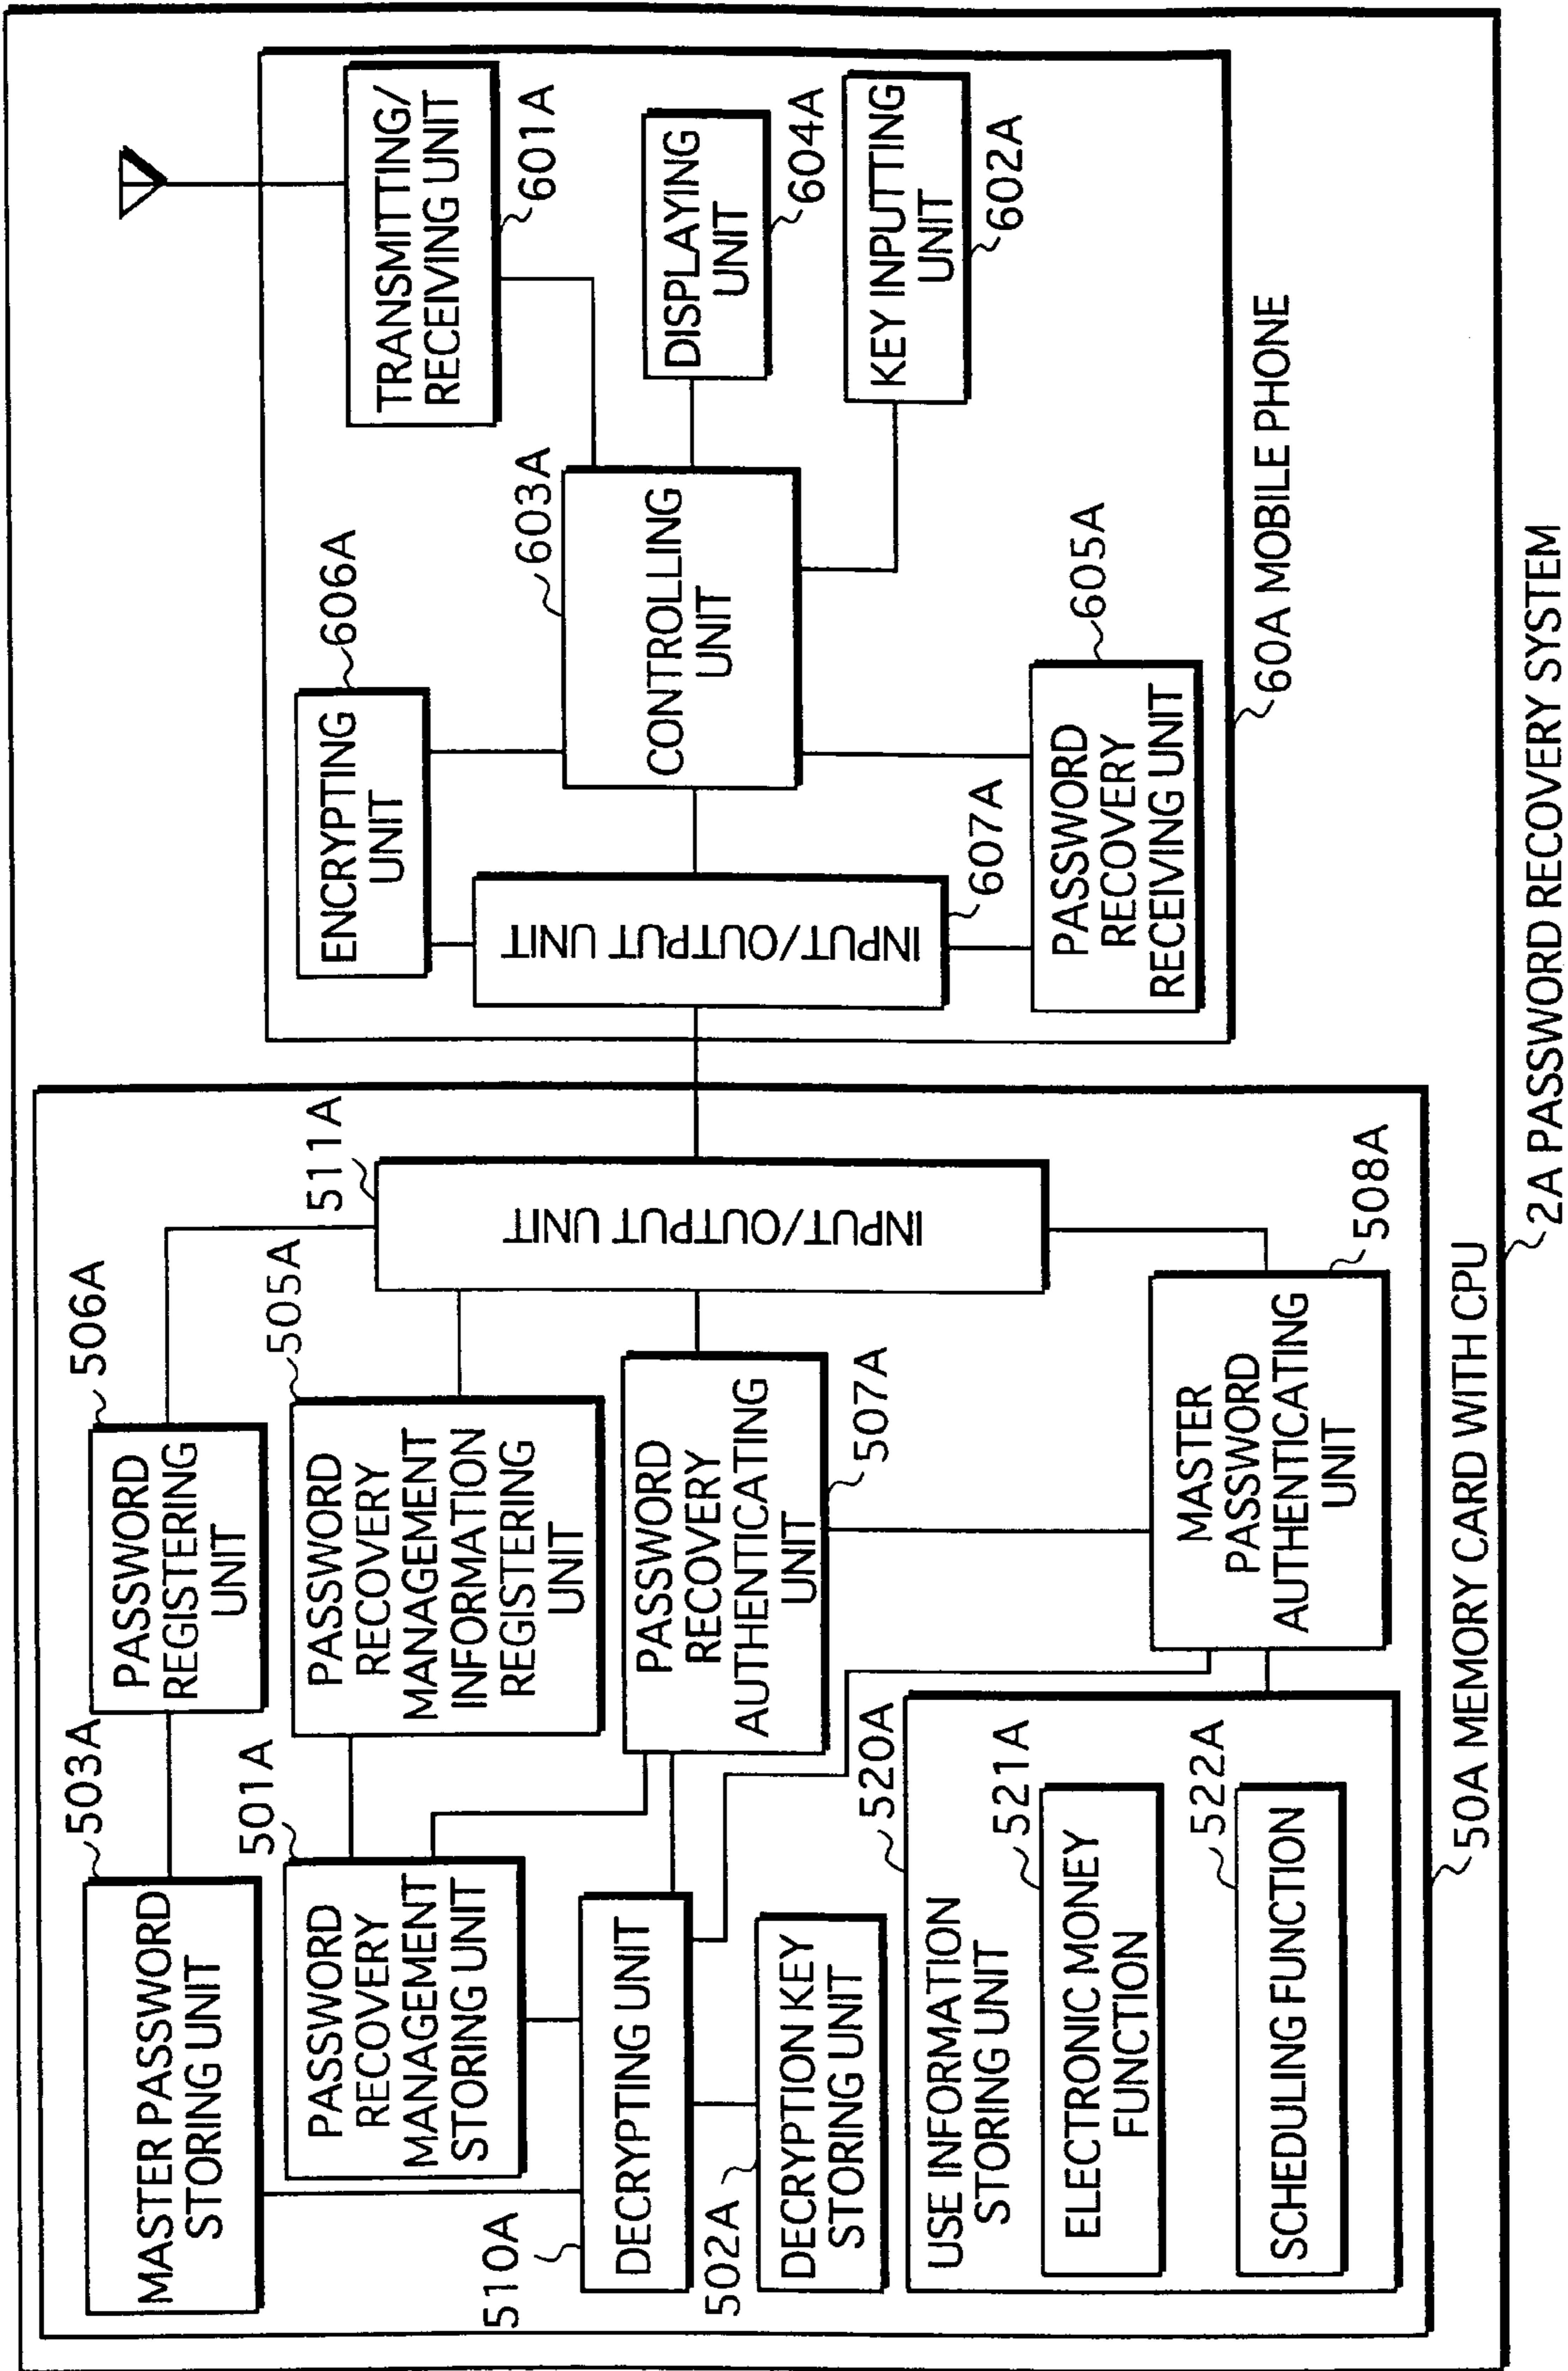 2A PASSWORD RECOVERY SYSTEM
50A MEMORY CARD WITH CPU
503A
MASTER PASSWORD
STORING UNIT
506A
PASSWORD
REGISTERING
UNIT
501A
PASSWORD
RECOVERY
MANAGEMENT
STORING UNIT
505A
PASSWORD
RECOVERY
MANAGEMENT
INFORMATION
REGISTERING
UNIT
511A
INPUT/OUTPUT UNIT
510A
DECRYPTING UNIT
PASSWORD
RECOVERY
AUTHENTICATING
UNIT
507A
502A
DECRYPTION KEY
STORING UNIT
520A
USE INFORMATION
STORING UNIT
521A
ELECTRONIC MONEY
FUNCTION
522A
SCHEDULING FUNCTION
MASTER
PASSWORD
AUTHENTICATING
UNIT
508A
60A MOBILE PHONE
606A
ENCRYPTING
UNIT
INPUT/OUTPUT UNIT
607A
603A
CONTROLLING
UNIT
605A
PASSWORD
RECOVERY
RECEIVING UNIT
TRANSMITTING/
RECEIVING UNIT
601A
DISPLAYING
UNIT
604A
KEY INPUTTING
UNIT
602A